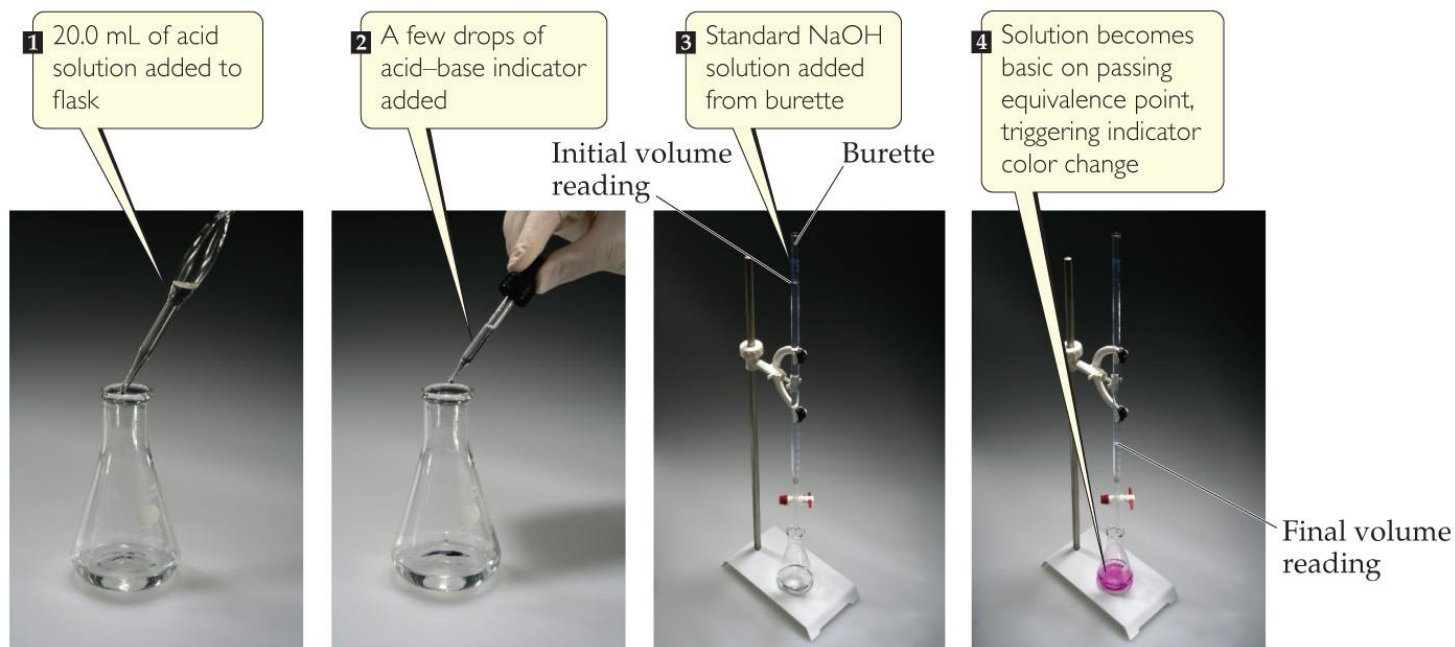 1 20.0 mL of acid
solution added to
flask
2 A few drops of
acid–base indicator
added
3 Standard NaOH
solution added
from burette
4 Solution becomes
basic on passing
equivalence point,
triggering indicator
color change
Initial volume
reading
Burette
Final volume
reading